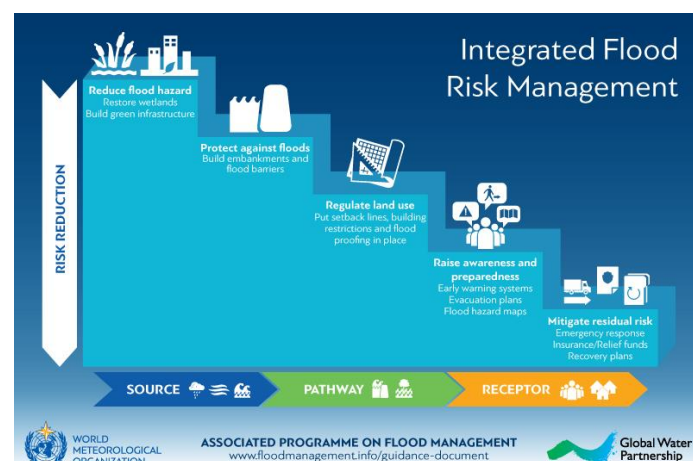 Integrated Flood
Risk Management
RISK REDUCTION
Reduce flood hazard
Restore wetlands
Build green infrastructure
Protect against floods
Build embankments and
flood barriers
Regulate land use
Put setback lines, building
restrictions and flood
proofing in place
Raise awareness and
preparedness
Early warning systems
Evacuation plans
Flood hazard maps
Mitigate residual risk
Emergency response
Insurance/Relief funds
Recovery plans
SOURCE
PATHWAY
RECEPTOR
WORLD
METEOROLOGICAL
ORGANIZATION
ASSOCIATED PROGRAMME ON FLOOD MANAGEMENT
www.floodmanagement.info/guidance-document
Global Water
Partnership